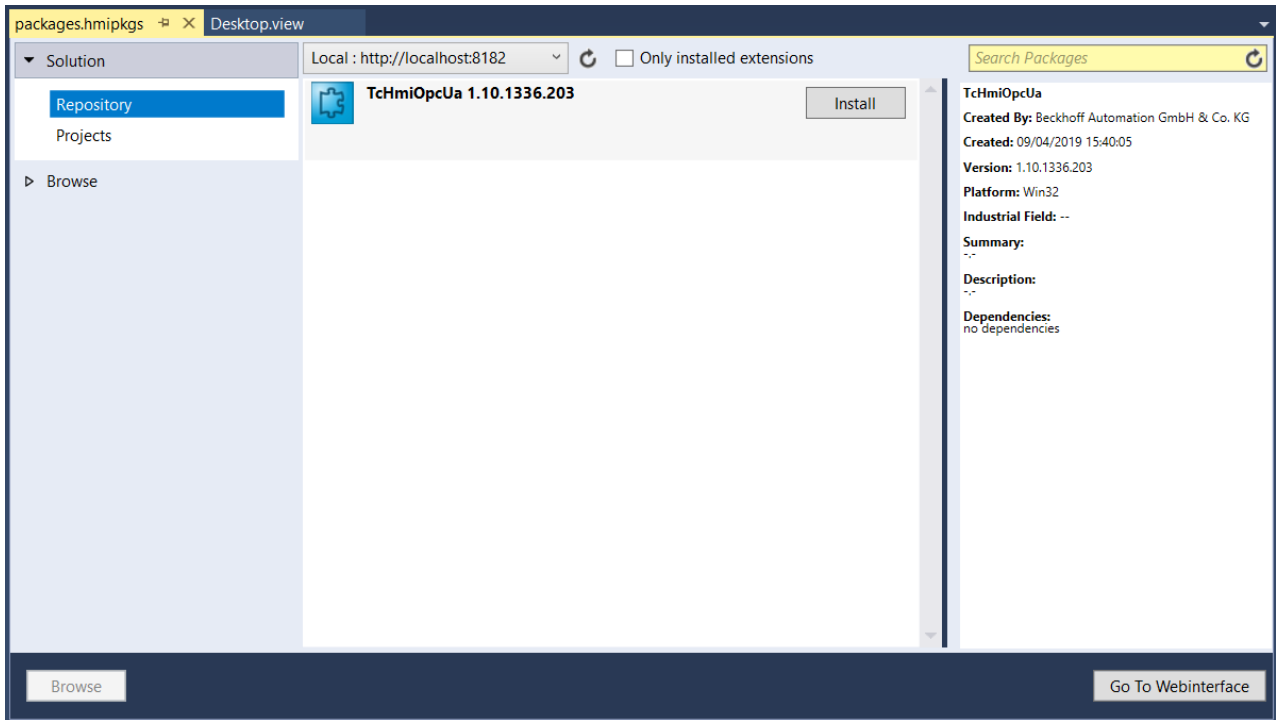 packages.hmipkgs
Desktop.view
Solution
Repository
Projects
Browse
Local : http://localhost:8182
Only installed extensions
TcHmiOpcUa 1.10.1336.203
Install
Search Packages
TcHmiOpcUa
Created By: Beckhoff Automation GmbH & Co. KG
Created: 09/04/2019 15:40:05
Version: 1.10.1336.203
Platform: Win32
Industrial Field: --
Summary:
-.-
Description:
-.-
Dependencies:
no dependencies
Browse
Go To Webinterface